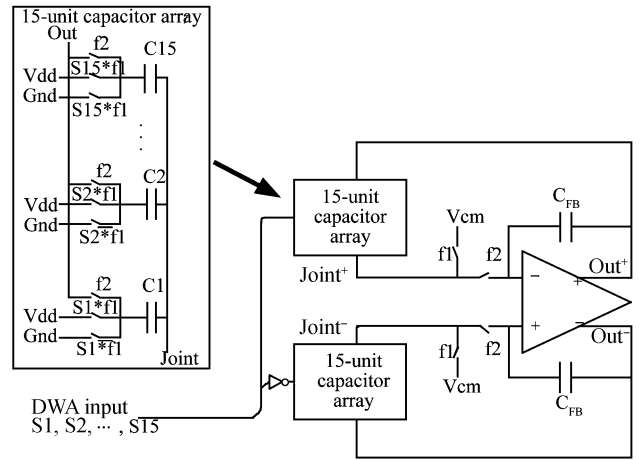 15-unit capacitor array
Out
f2
C15
S15*f1
Vdd
Gnd
S15*f1
f2
C2
S2*f1
Vdd
Gnd
S2*f1
f2
C1
S1*f1
Vdd
Gnd
S1*f1
Joint
15-unit
capacitor
array
Joint+
Vcm
f1
f2
CFB
−
+
Out+
Joint−
+
−
Out−
f1
f2
Vcm
CFB
15-unit
capacitor
array
DWA input
S1, S2, ··· , S15